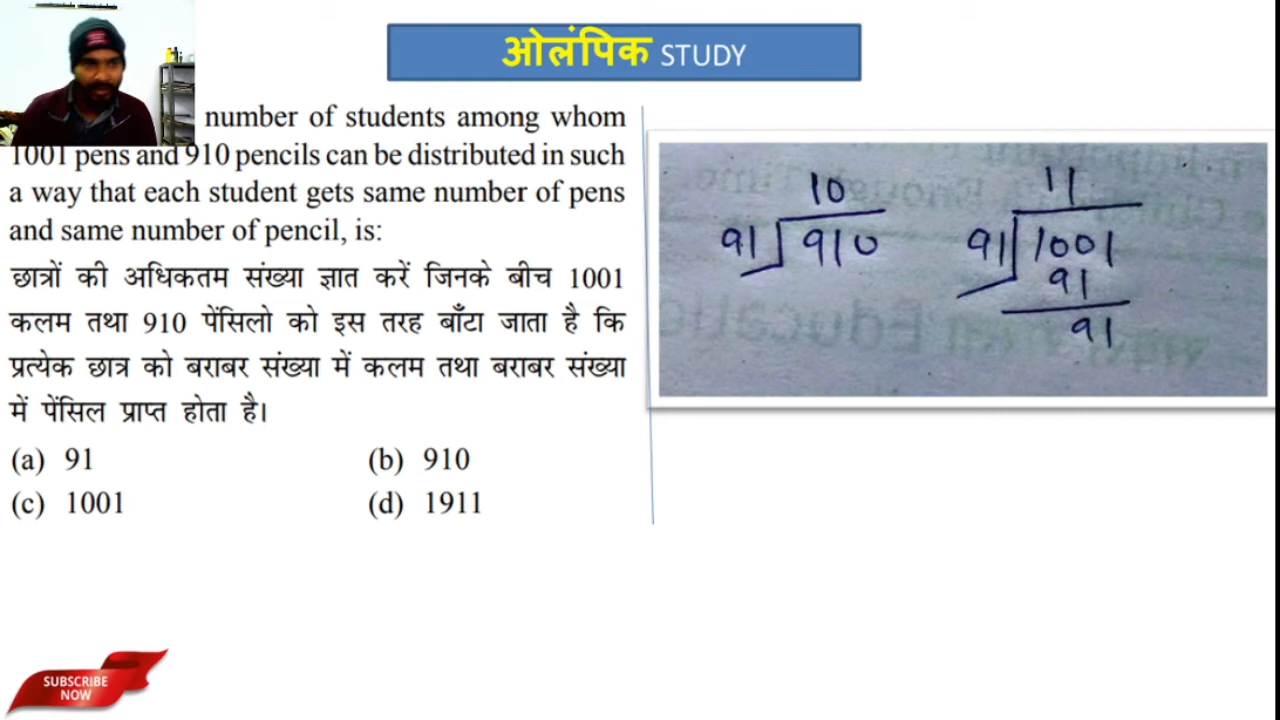 ओलंपिक STUDY
number of students among whom
1001 pens and 910 pencils can be distributed in such
a way that each student gets same number of pens
and same number of pencil, is:
छात्रों की अधिकतम संख्या ज्ञात करें जिनके बीच 1001
कलम तथा 910 पेंसिलो को इस तरह बाँटा जाता है कि
प्रत्येक छात्र को बराबर संख्या में कलम तथा बराबर संख्या
में पेंसिल प्राप्त होता है।
(a) 91 (b) 910
(c) 1001 (d) 1911
10
91 910
11
91 1001
91
91
SUBSCRIBE
NOW